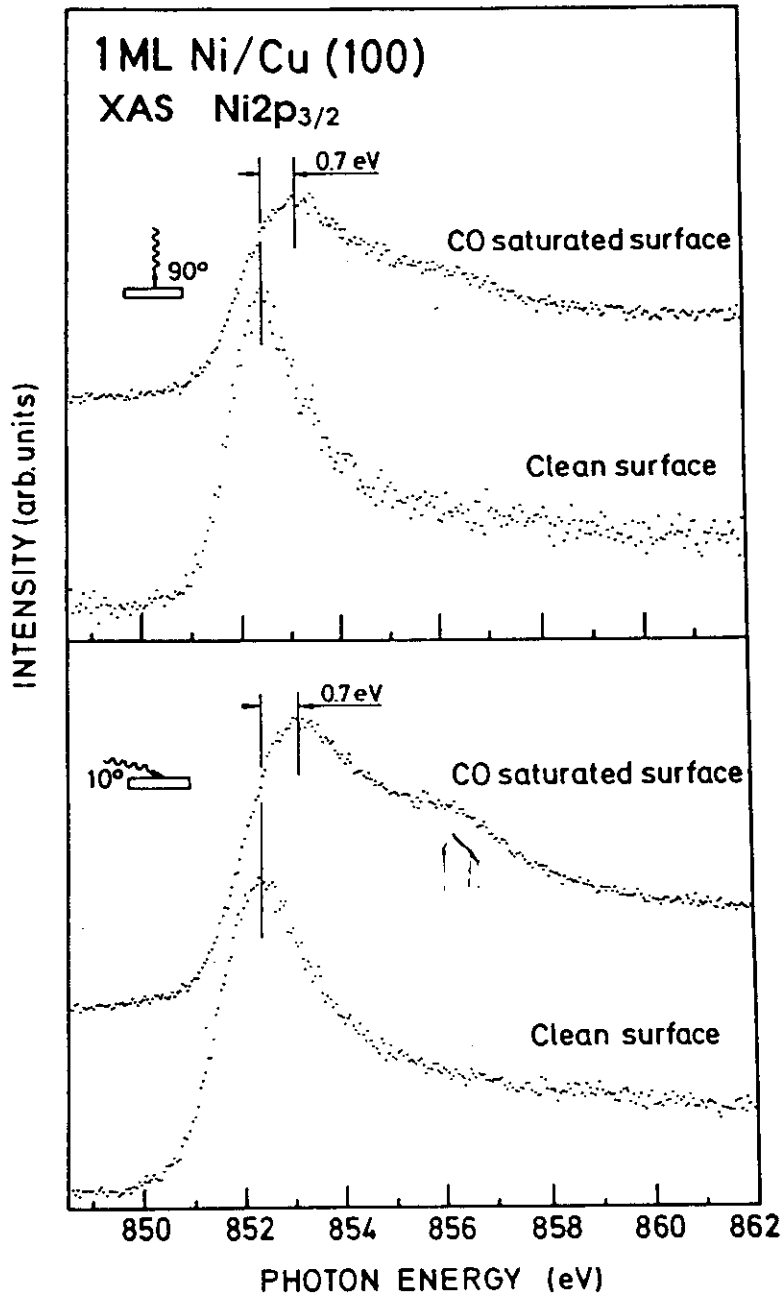 1ML Ni/Cu (100)
XAS Ni2p3/2
0.7 eV
CO saturated surface
90°
Clean surface
0.7 eV
CO saturated surface
10°
Clean surface
INTENSITY (arb. units)
850 852 854 856 858 860 862
PHOTON ENERGY (eV)